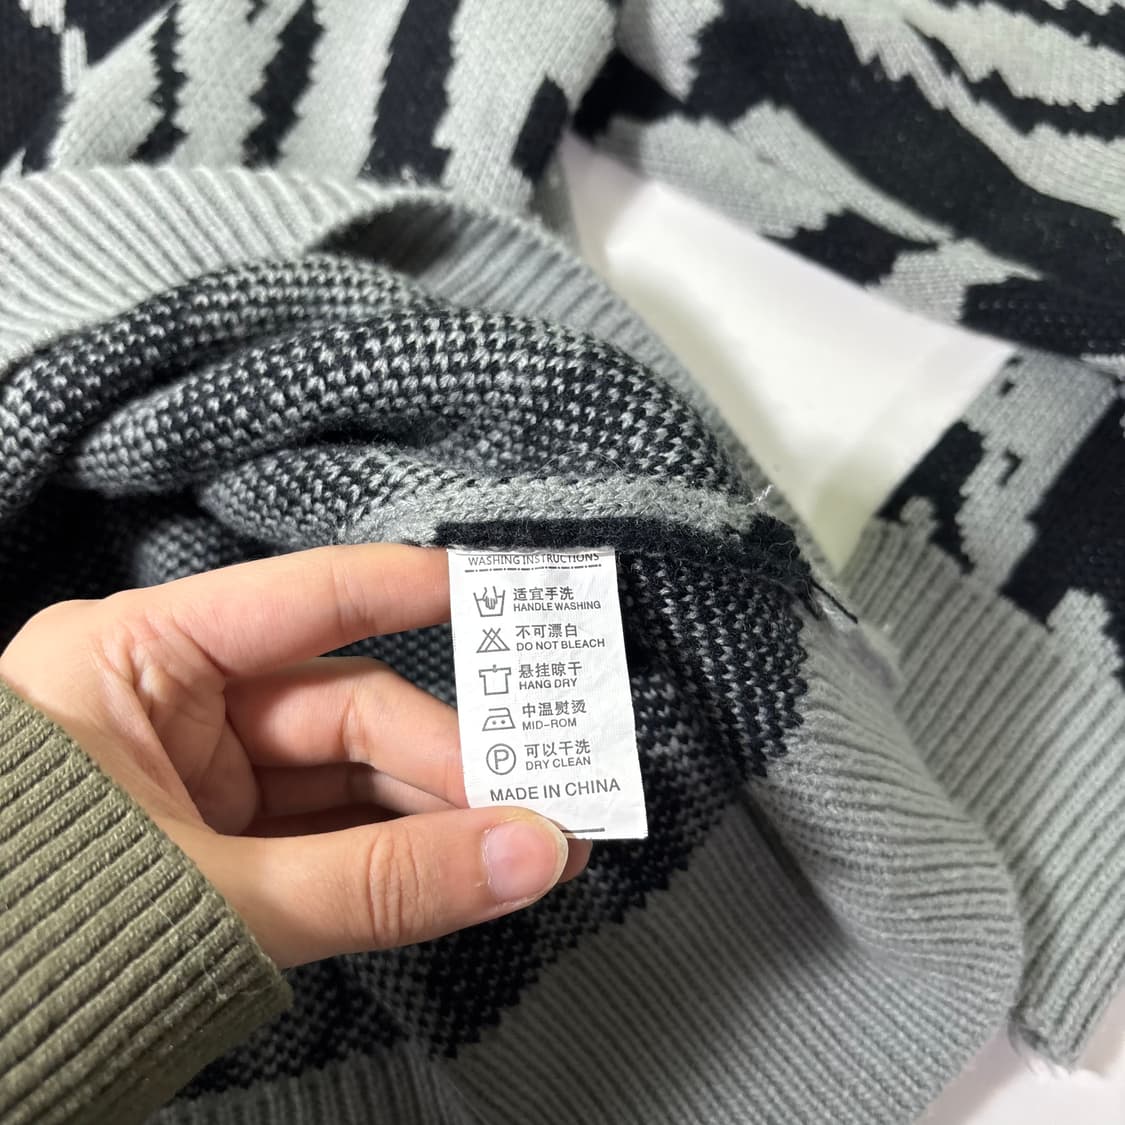 WASHING INSTRUCTIONS
适宜手洗
HANDLE WASHING
不可漂白
DO NOT BLEACH
悬挂晾干
HANG DRY
中温熨烫
MID-ROM
P 可以干洗
DRY CLEAN
MADE IN CHINA